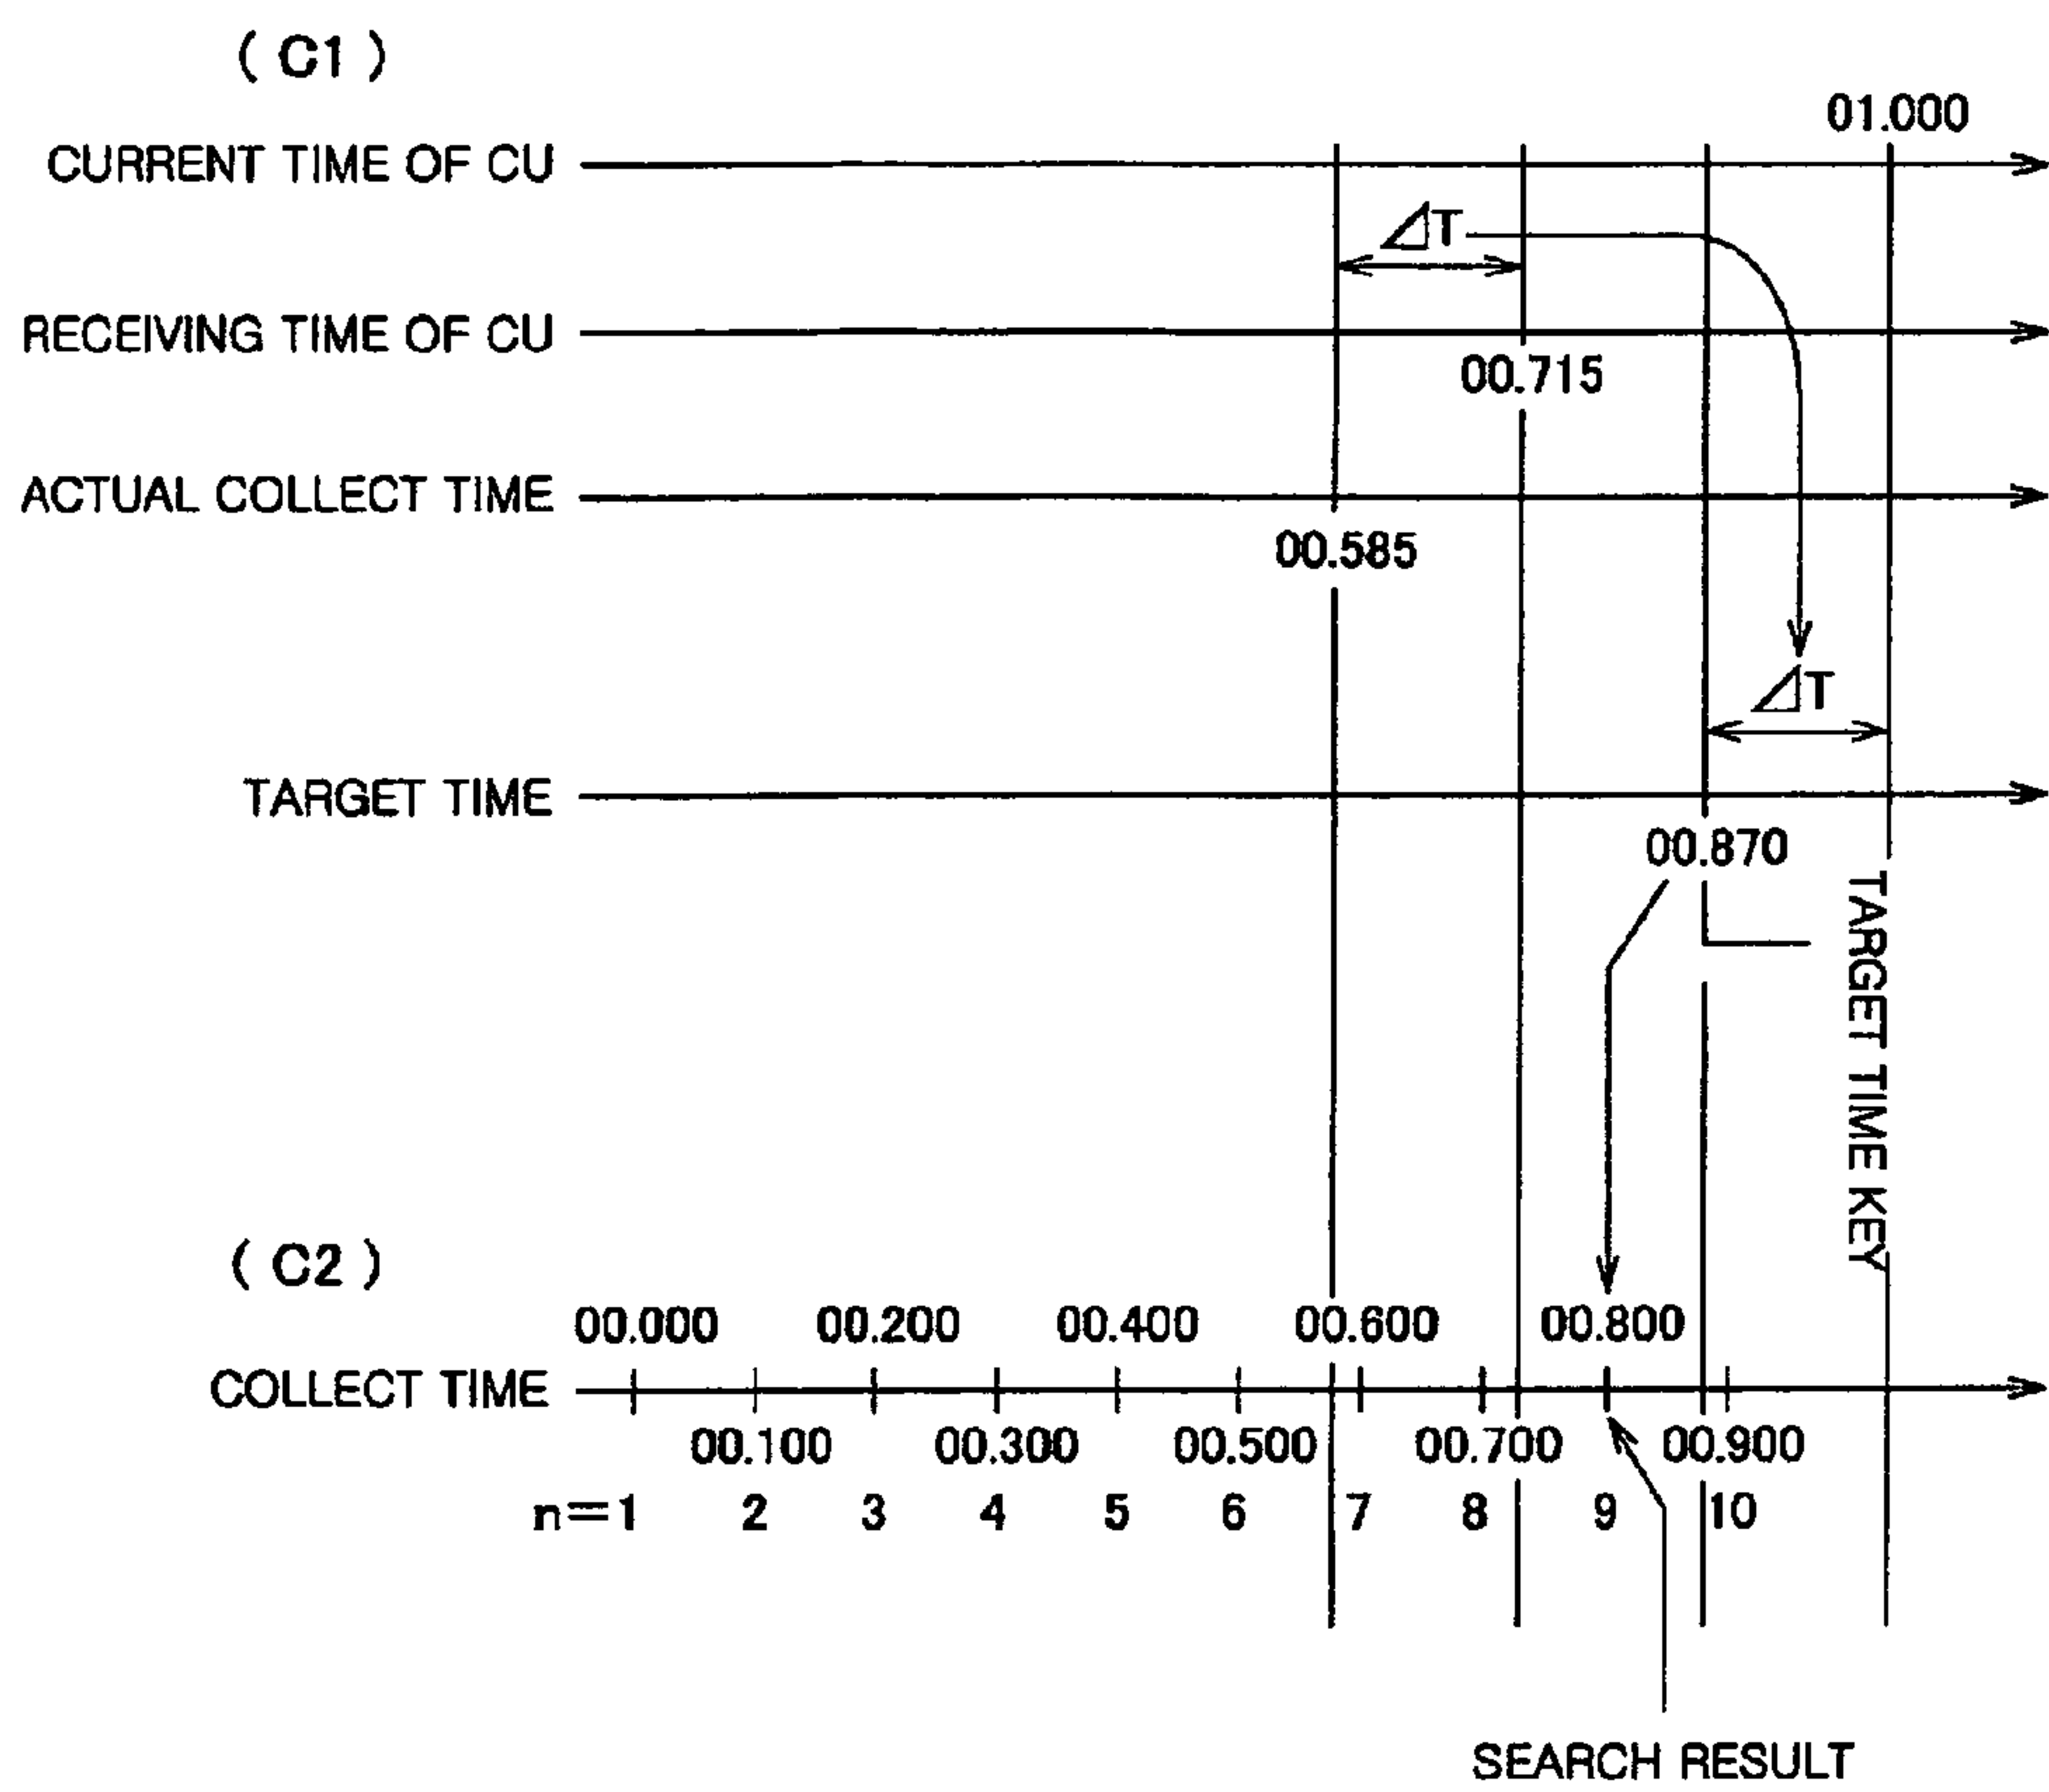 ( C1 )
01.000
CURRENT TIME OF CU
⊿T
RECEIVING TIME OF CU
00.715
ACTUAL COLLECT TIME
00.585
⊿T
TARGET TIME
00.870
TARGET TIME KEY
( C2 )
00.000 00.200 00.400 00.600 00.800
COLLECT TIME
00.100 00.300 00.500 00.700 00.900
n=1 2 3 4 5 6 7 8 9 10
SEARCH RESULT